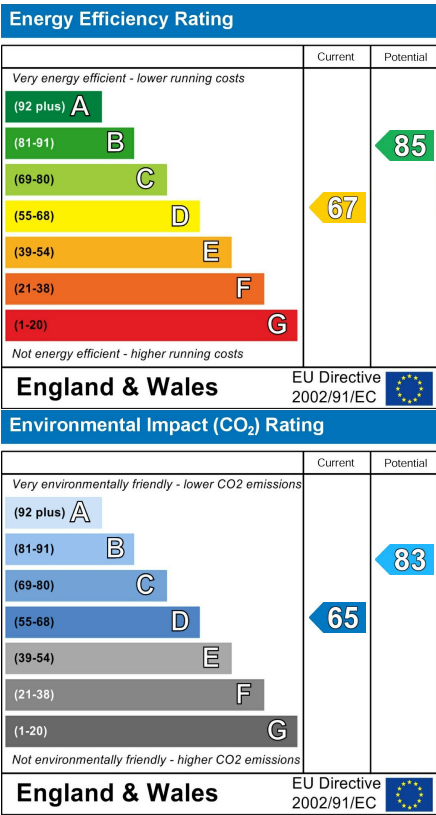 Energy Efficiency Rating
Current Potential
Very energy efficient - lower running costs
(92 plus) A
(81-91) B
85
(69-80) C
(55-68) D
67
(39-54) E
(21-38) F
(1-20) G
Not energy efficient - higher running costs
England & Wales
EU Directive
2002/91/EC
Environmental Impact (CO₂) Rating
Current Potential
Very environmentally friendly - lower CO2 emissions
(92 plus) A
(81-91) B
83
(69-80) C
(55-68) D
65
(39-54) E
(21-38) F
(1-20) G
Not environmentally friendly - higher CO2 emissions
England & Wales
EU Directive
2002/91/EC